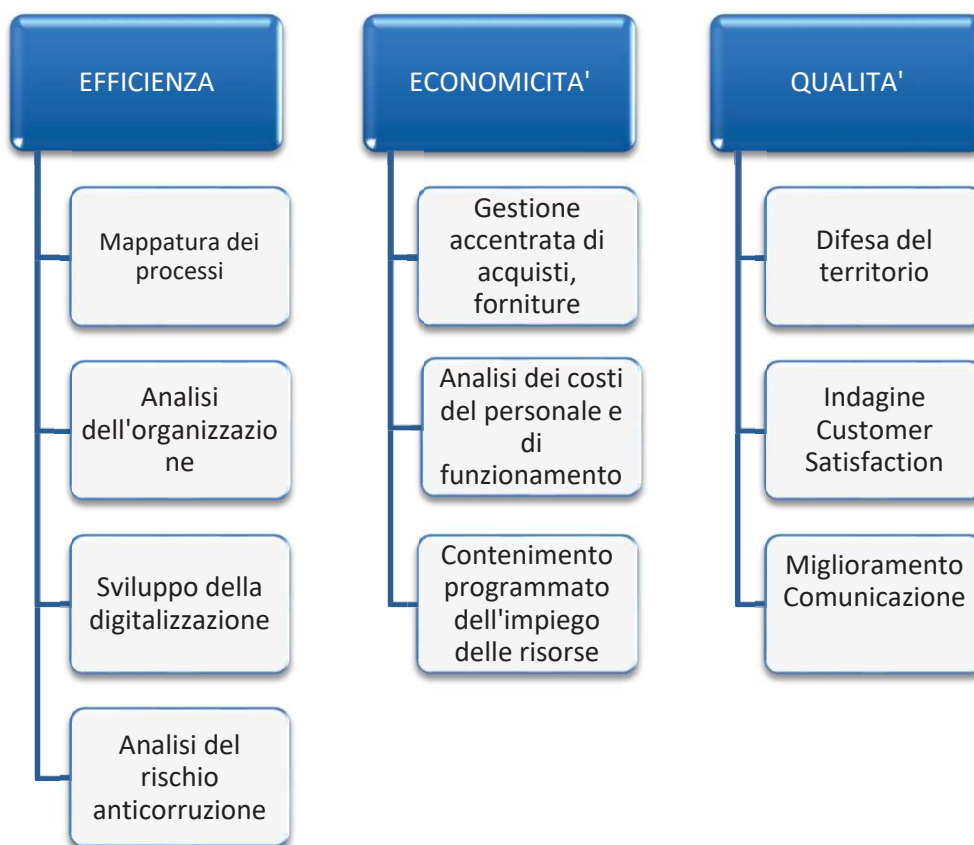 EFFICIENZA
Mappatura dei
processi
Analisi
dell'organizzazio
ne
Sviluppo della
digitalizzazione
Analisi del
rischio
anticorruzione
ECONOMICITA'
Gestione
accentrata di
acquisti,
forniture
Analisi dei costi
del personale e
di
funzionamento
Contenimento
programmato
dell'impiego
delle risorse
QUALITA'
Difesa del
territorio
Indagine
Customer
Satisfaction
Miglioramento
Comunicazione